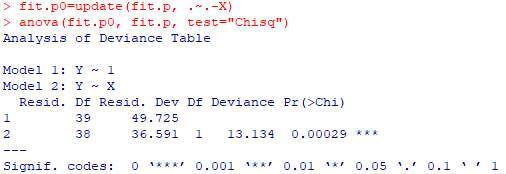 > fit.p0=update(fit.p, .~.-X)
> anova(fit.p0, fit.p, test="Chisq")
Analysis of Deviance Table
Model 1: Y ~ 1
Model 2: Y ~ X
  Resid. Df Resid. Dev Df Deviance Pr(>Chi)
1        39     49.725
2        38     36.591  1   13.134  0.00029 ***
---
Signif. codes:  0 ‘***’ 0.001 ‘**’ 0.01 ‘*’ 0.05 ‘.’ 0.1 ‘ ’ 1